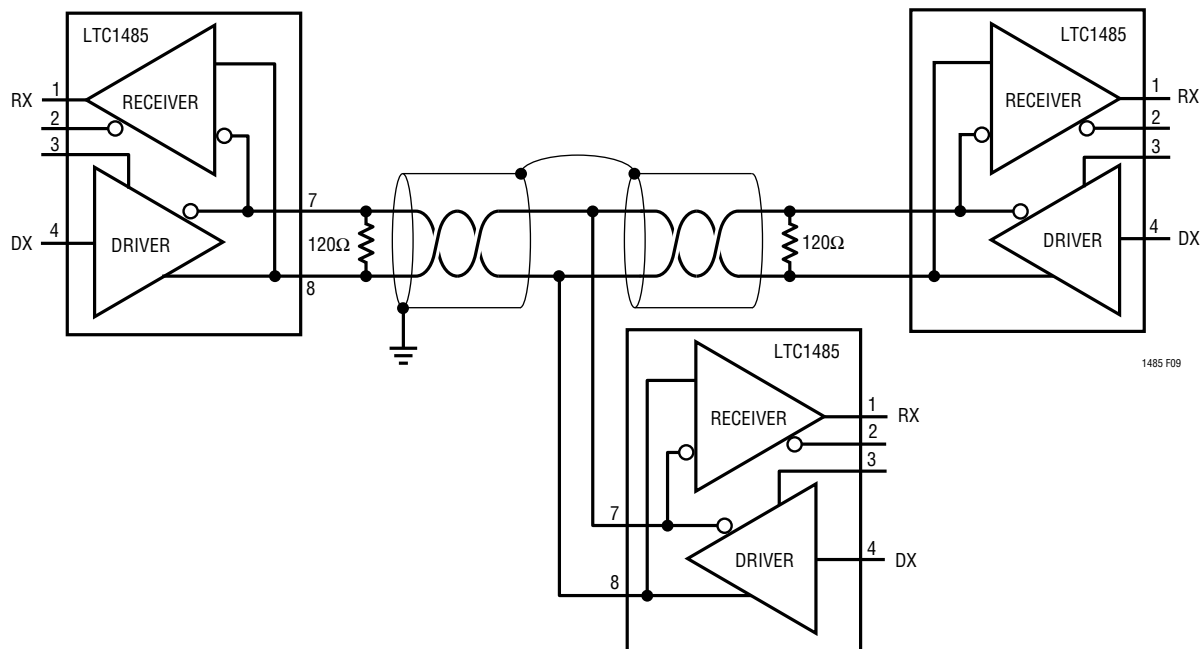 LTC1485
RECEIVER
RX 1
2
3
DRIVER
DX 4
7
8
120Ω
120Ω
LTC1485
RECEIVER
1 RX
2
3
DRIVER
4 DX
LTC1485
RECEIVER
1 RX
2
3
7
DRIVER
4 DX
8
1485 F09